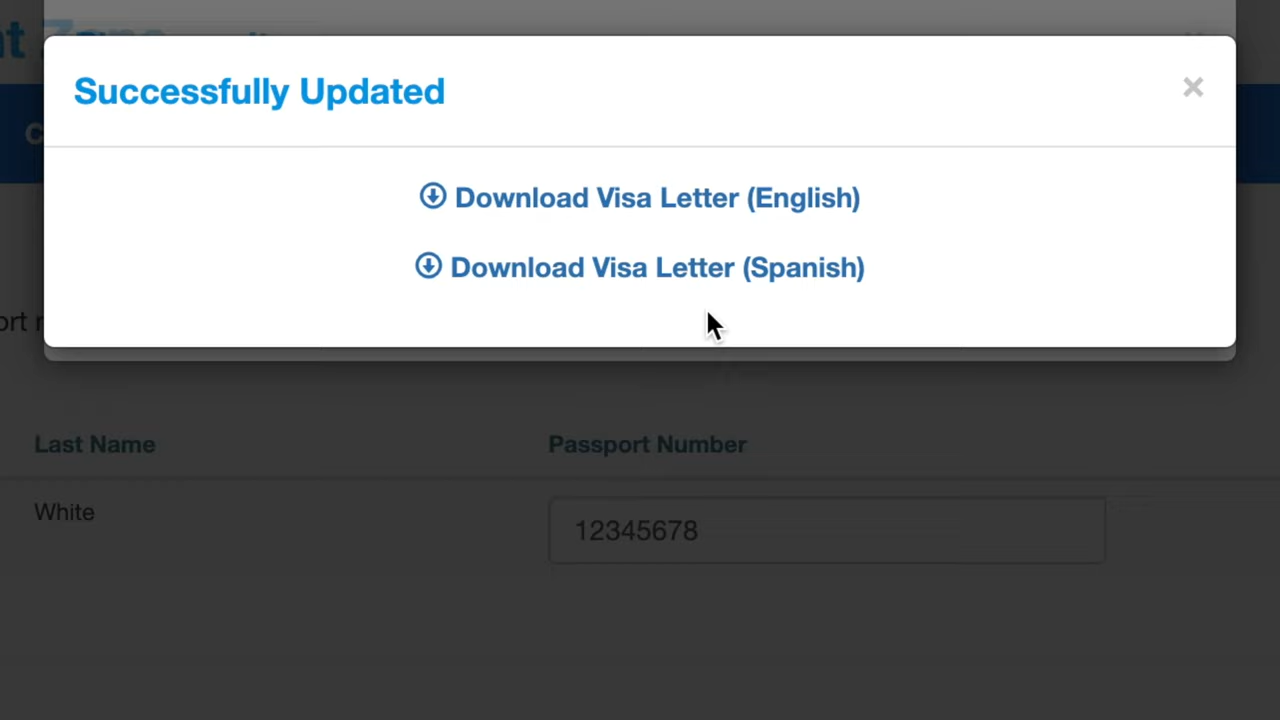 Successfully Updated
×
Download Visa Letter (English)
Download Visa Letter (Spanish)
Last Name
Passport Number
White
12345678